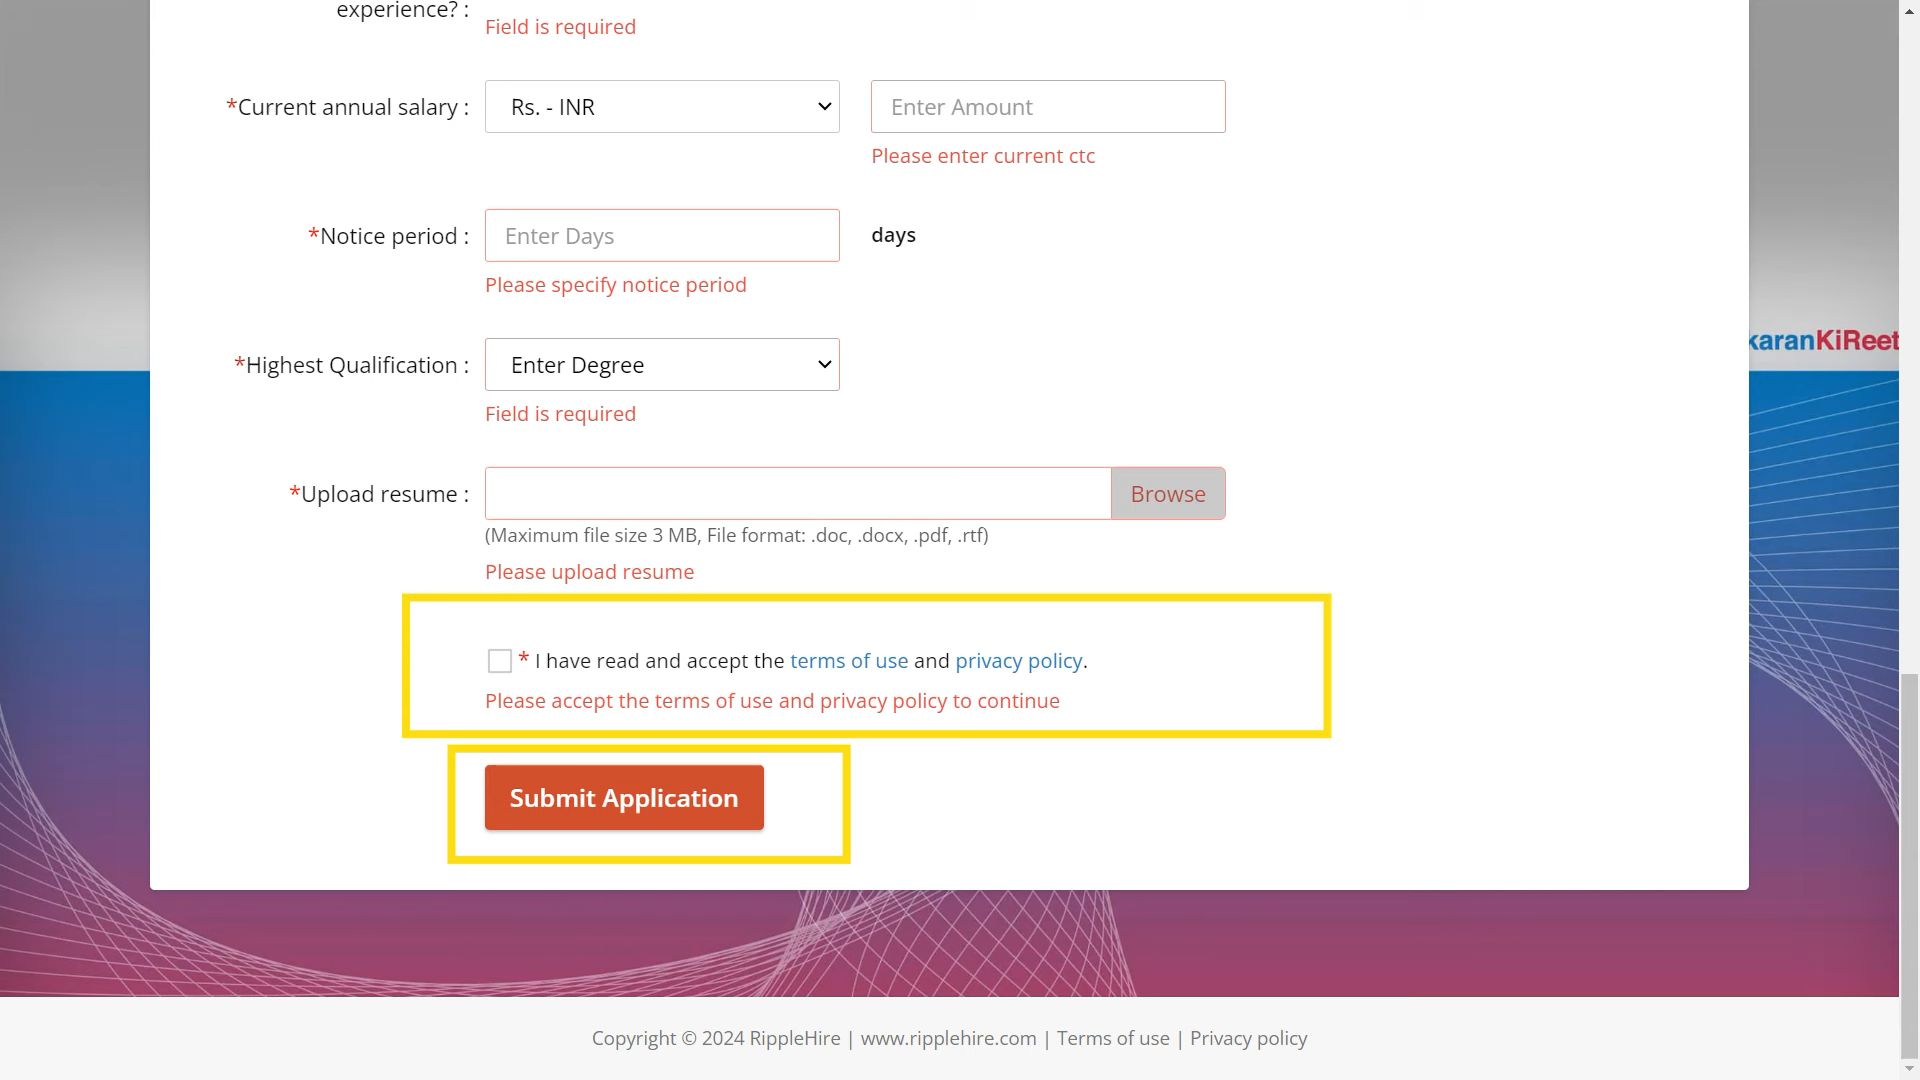 experience? :
Field is required
*Current annual salary :
Rs. - INR
Enter Amount
Please enter current ctc
*Notice period :
Enter Days
days
Please specify notice period
karanKiReet
*Highest Qualification :
Enter Degree
Field is required
*Upload resume :
Browse
(Maximum file size 3 MB, File format: .doc, .docx, .pdf, .rtf)
Please upload resume
* I have read and accept the terms of use and privacy policy.
Please accept the terms of use and privacy policy to continue
Submit Application
Copyright © 2024 RippleHire | www.ripplehire.com | Terms of use | Privacy policy